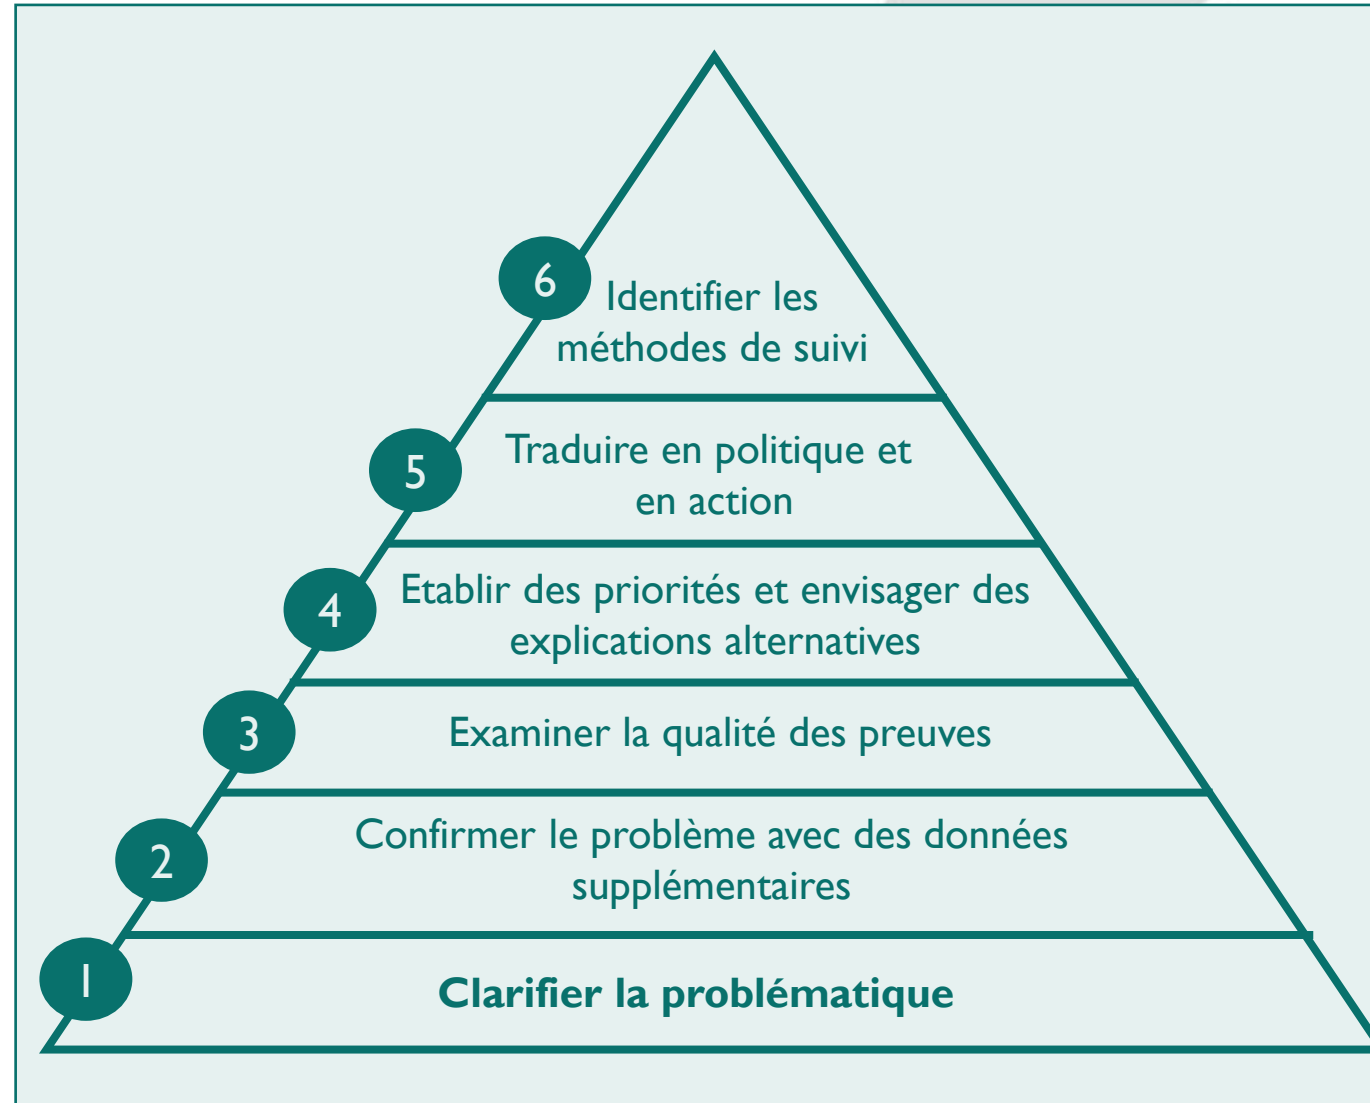 6
Identifier les
méthodes de suivi
5
Traduire en politique et
en action
4
Etablir des priorités et envisager des
explications alternatives
3
Examiner la qualité des preuves
2
Confirmer le problème avec des données
supplémentaires
1
Clarifier la problématique